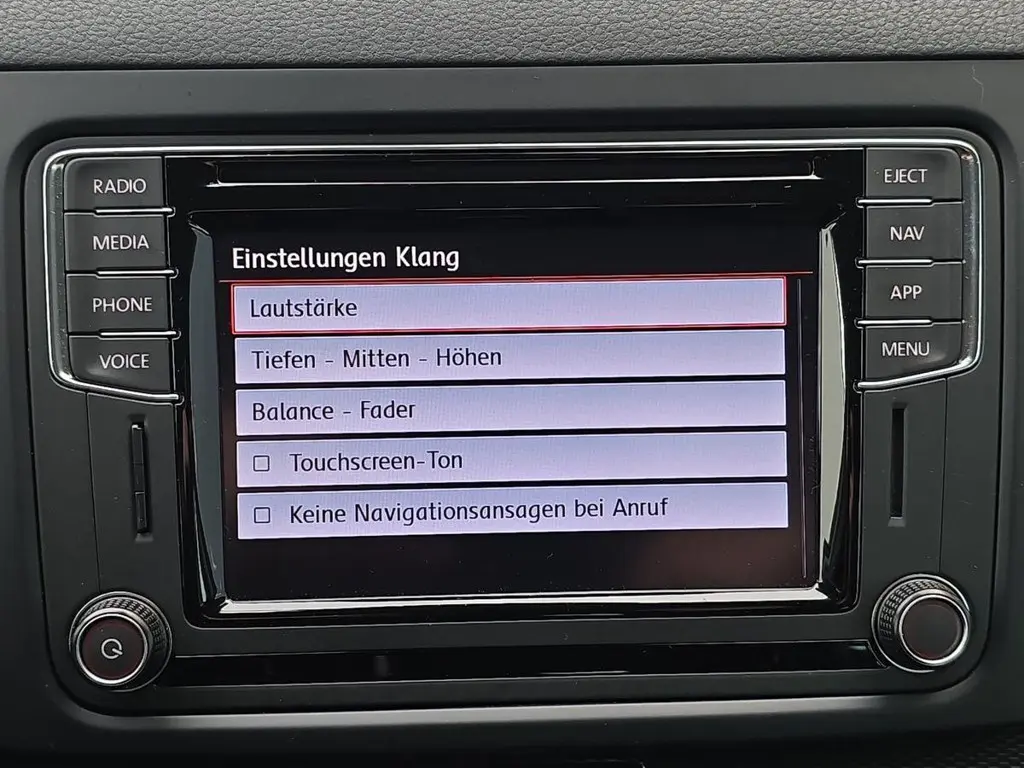 RADIO
MEDIA
PHONE
VOICE
Einstellungen Klang
Lautstärke
Tiefen - Mitten - Höhen
Balance - Fader
Touchscreen-Ton
Keine Navigationsansagen bei Anruf
EJECT
NAV
APP
MENU